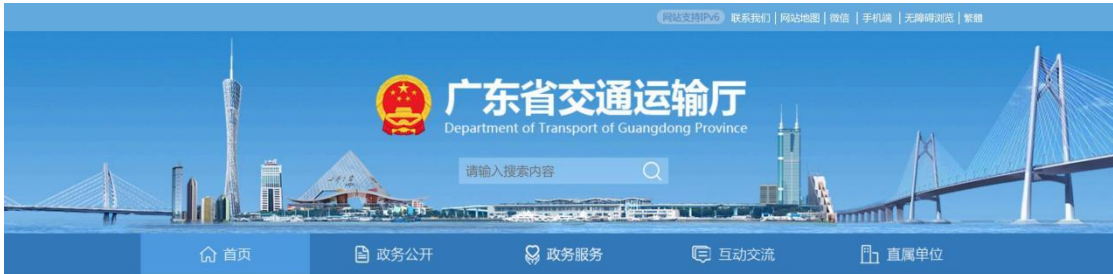 网站支持IPv6 联系我们 | 网站地图 | 微信 | 手机端 | 无障碍浏览 | 繁體
广东省交通运输厅
Department of Transport of Guangdong Province
请输入搜索内容
首页 政务公开 政务服务 互动交流 直属单位